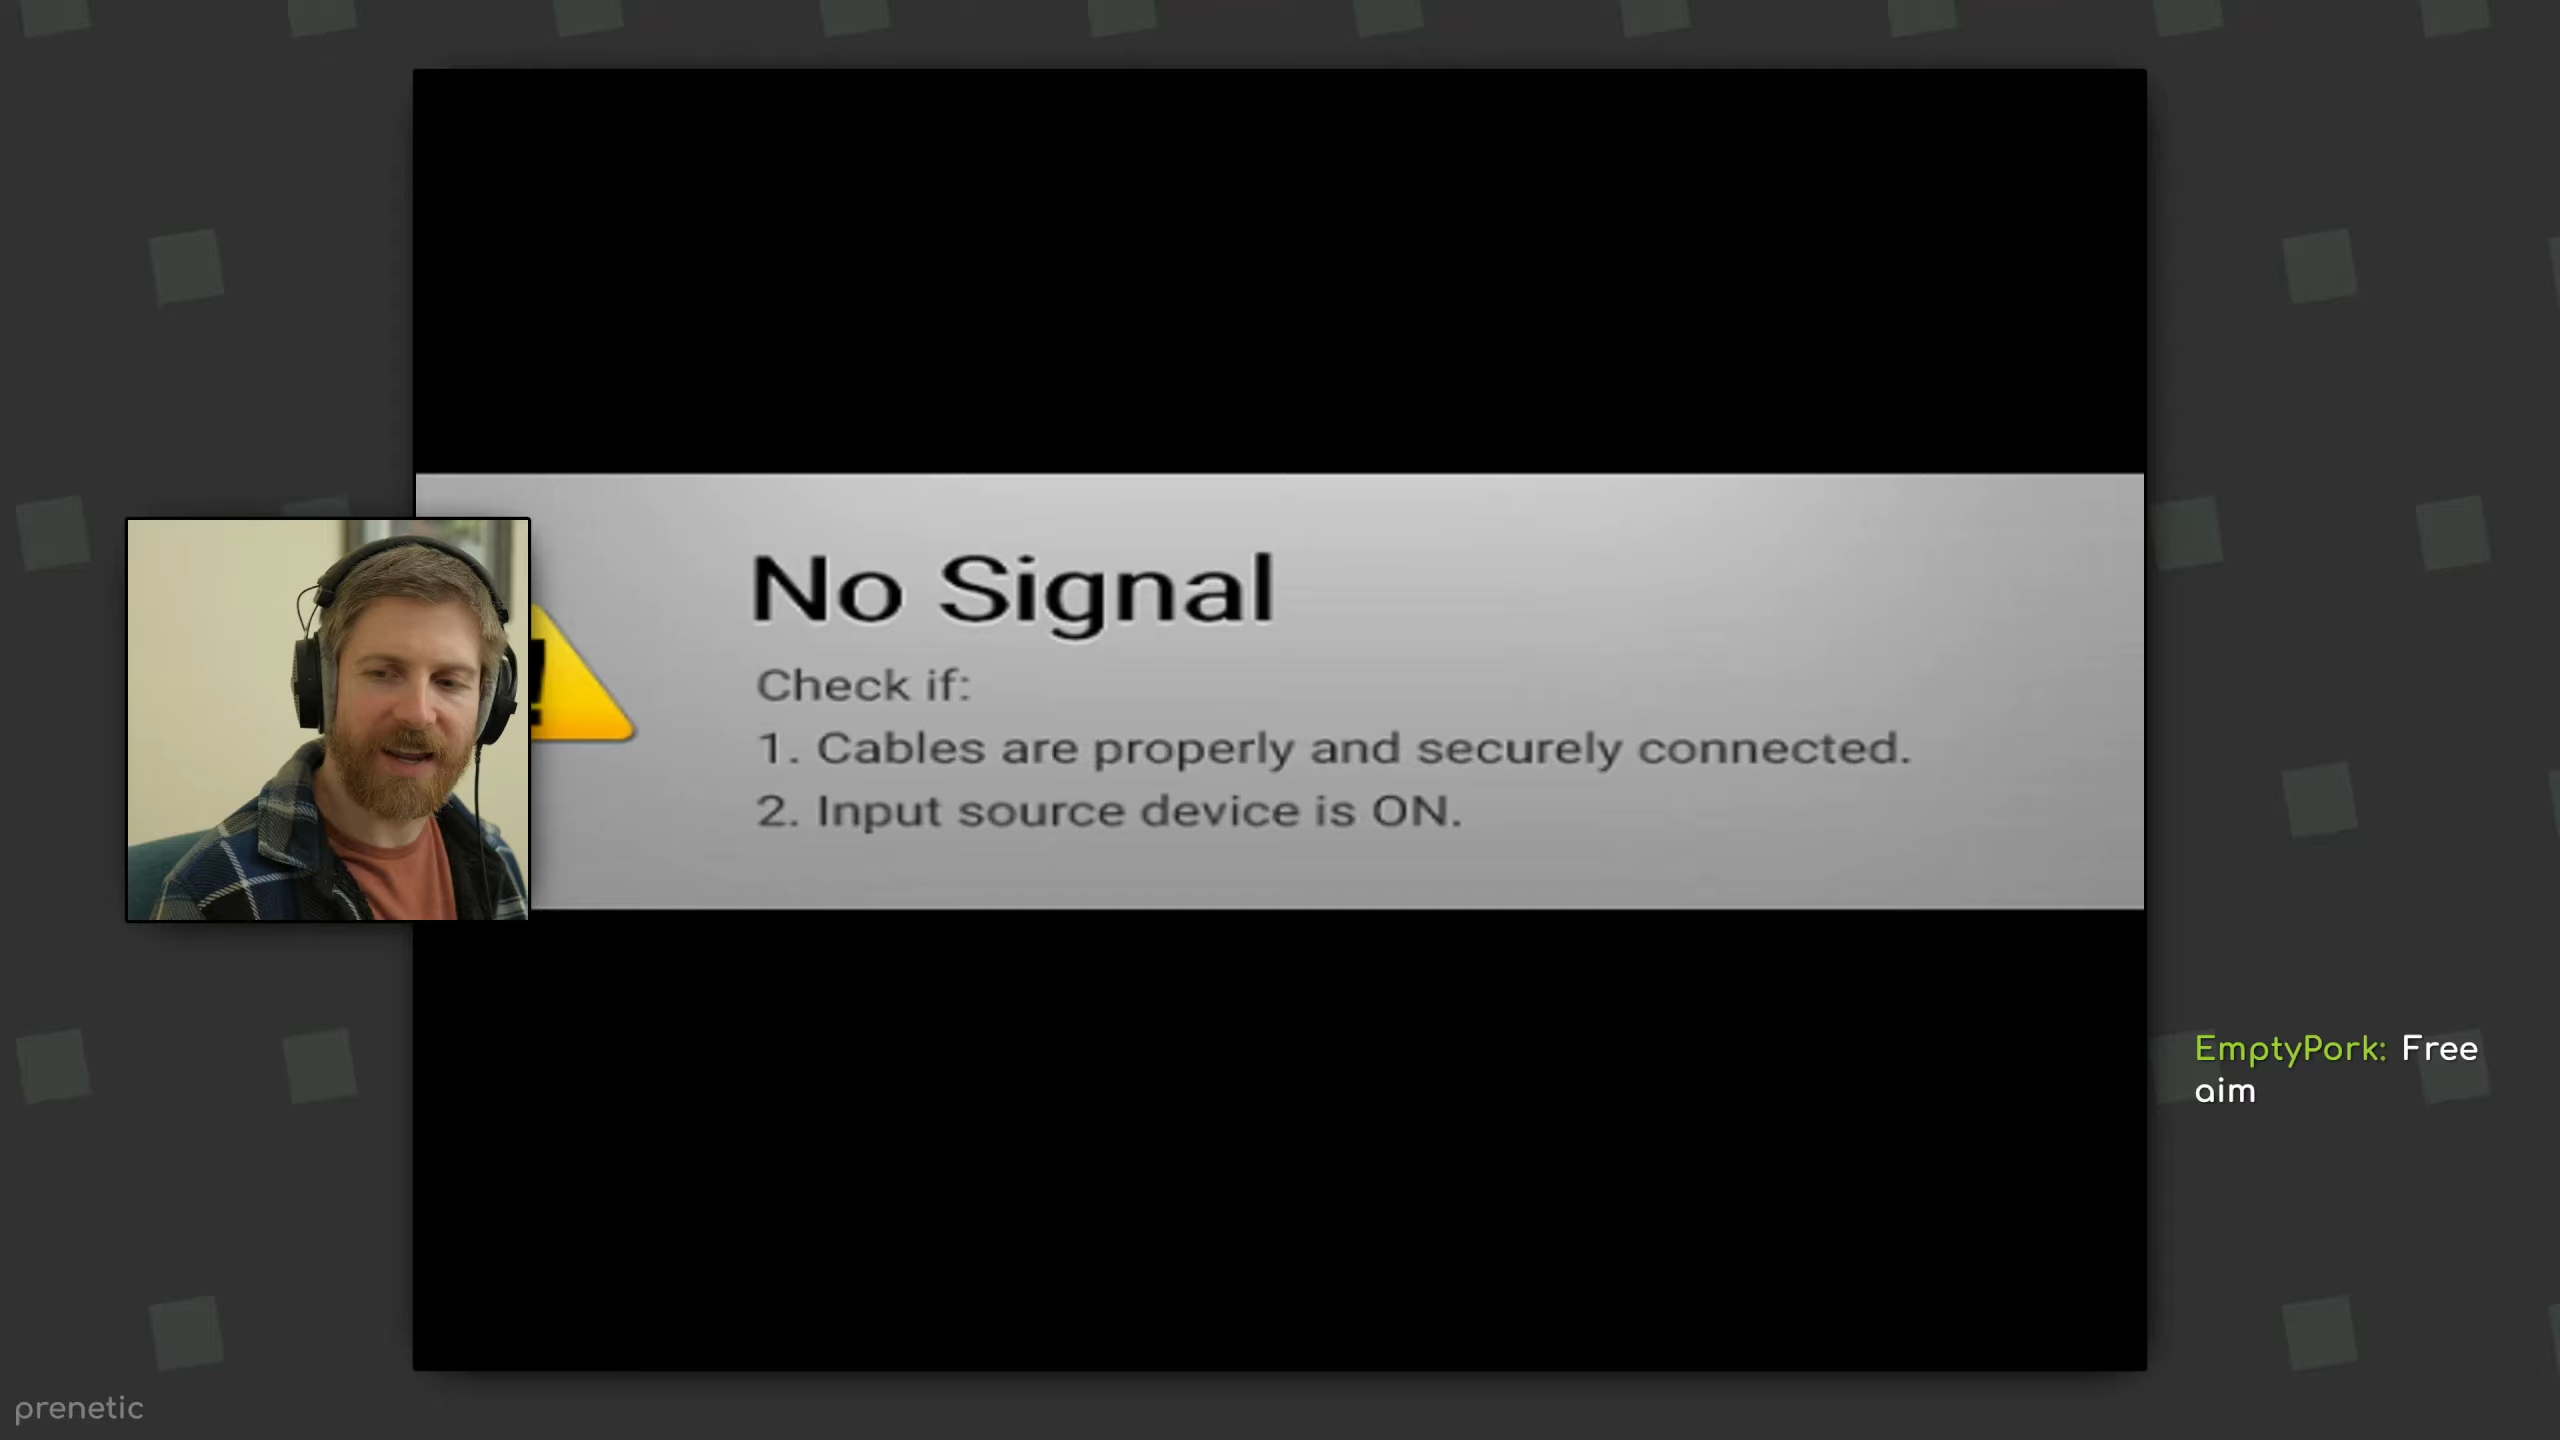 No Signal
Check if:
1. Cables are properly and securely connected.
2. Input source device is ON.
EmptyPork: Free
aim
prenetic